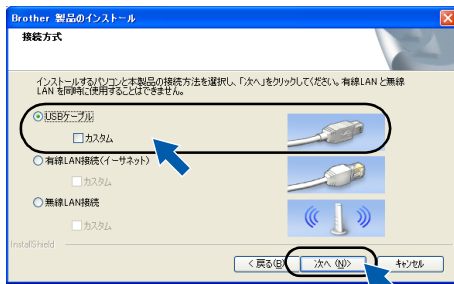 Brother 製品のインストール
接続方式
インストールするパソコンと本製品の接続方法を選択し、「次へ」をクリックしてください。有線LANと無線
LAN を同時に使用することはできません。
USBケーブル
カスタム
有線LAN接続(イーサネット)
カスタム
無線LAN接続
カスタム
InstallShield
< 戻る(B)
次へ (N)>
キャンセル